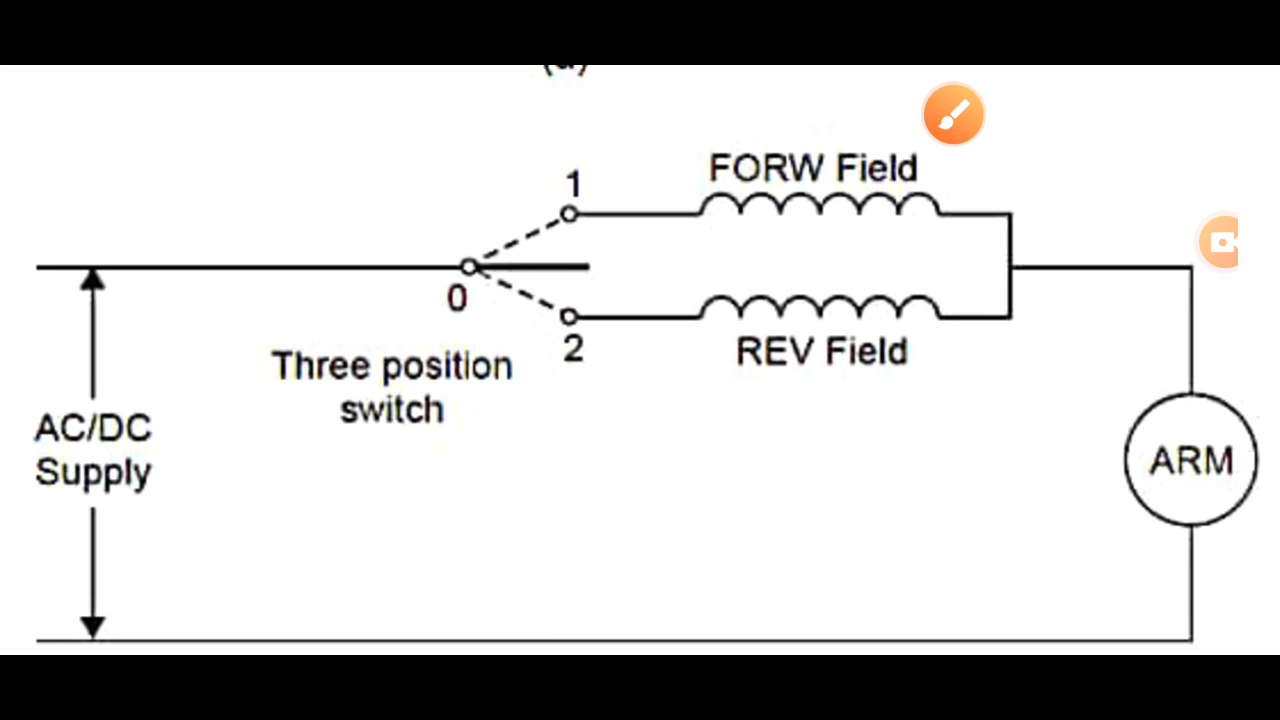 1
FORW Field
0
2
REV Field
Three position
switch
AC/DC
Supply
ARM